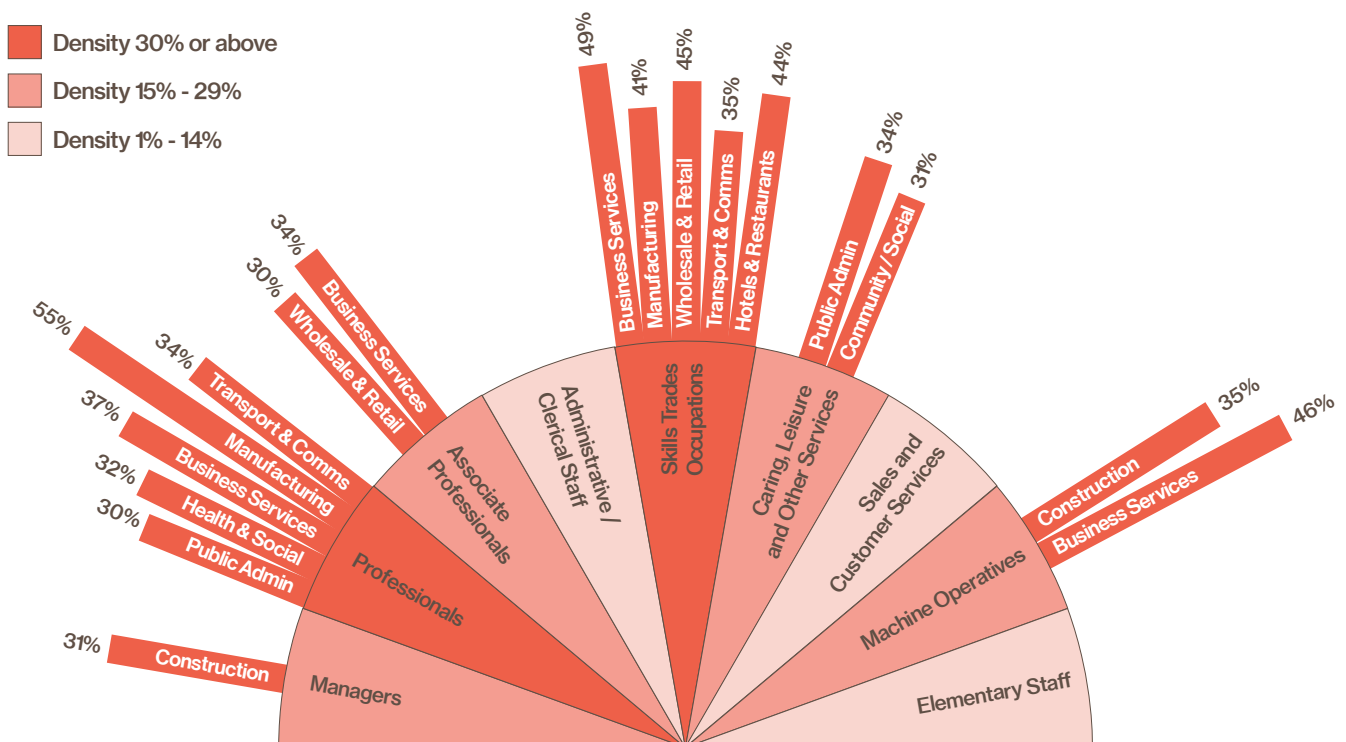 Density 30% or above
Density 15% - 29%
Density 1% - 14%
31%
Construction
Managers
30%
Public Admin
32%
Health & Social
37%
Business Services
55%
Manufacturing
34%
Transport & Comms
Professionals
30%
Wholesale & Retail
34%
Business Services
Associate
Professionals
Administrative /
Clerical Staff
49%
Business Services
41%
Manufacturing
45%
Wholesale & Retail
35%
Transport & Comms
44%
Hotels & Restaurants
Skills Trades
Occupations
34%
Public Admin
31%
Community / Social
Caring, Leisure
and Other Services
Sales and
Customer Services
35%
Construction
46%
Business Services
Machine Operatives
Elementary Staff